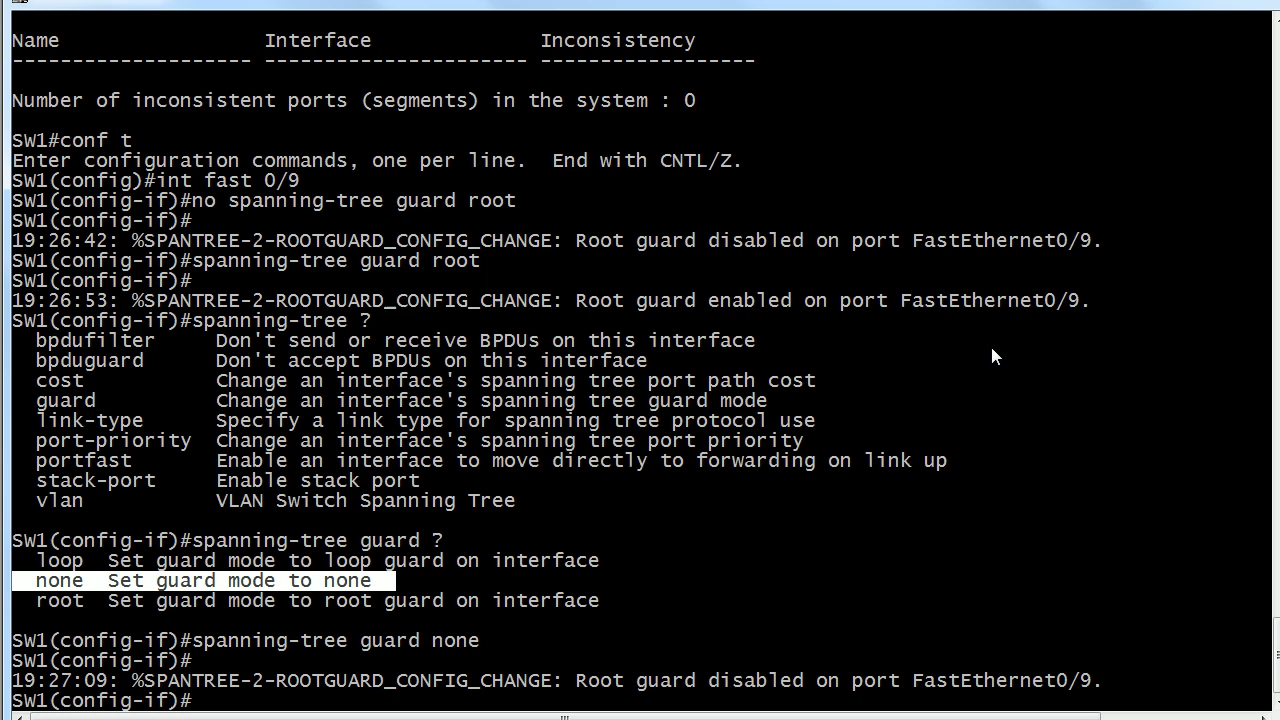 Name                 Interface              Inconsistency
-------------------- ---------------------- ------------------
Number of inconsistent ports (segments) in the system : 0
SW1#conf t
Enter configuration commands, one per line.  End with CNTL/Z.
SW1(config)#int fast 0/9
SW1(config-if)#no spanning-tree guard root
SW1(config-if)#
19:26:42: %SPANTREE-2-ROOTGUARD_CONFIG_CHANGE: Root guard disabled on port FastEthernet0/9.
SW1(config-if)#spanning-tree guard root
SW1(config-if)#
19:26:53: %SPANTREE-2-ROOTGUARD_CONFIG_CHANGE: Root guard enabled on port FastEthernet0/9.
SW1(config-if)#spanning-tree ?
  bpdufilter     Don't send or receive BPDUs on this interface
  bpduguard      Don't accept BPDUs on this interface
  cost           Change an interface's spanning tree port path cost
  guard          Change an interface's spanning tree guard mode
  link-type      Specify a link type for spanning tree protocol use
  port-priority  Change an interface's spanning tree port priority
  portfast       Enable an interface to move directly to forwarding on link up
  stack-port     Enable stack port
  vlan           VLAN Switch Spanning Tree
SW1(config-if)#spanning-tree guard ?
  loop  Set guard mode to loop guard on interface
  none  Set guard mode to none
  root  Set guard mode to root guard on interface
SW1(config-if)#spanning-tree guard none
SW1(config-if)#
19:27:09: %SPANTREE-2-ROOTGUARD_CONFIG_CHANGE: Root guard disabled on port FastEthernet0/9.
SW1(config-if)#